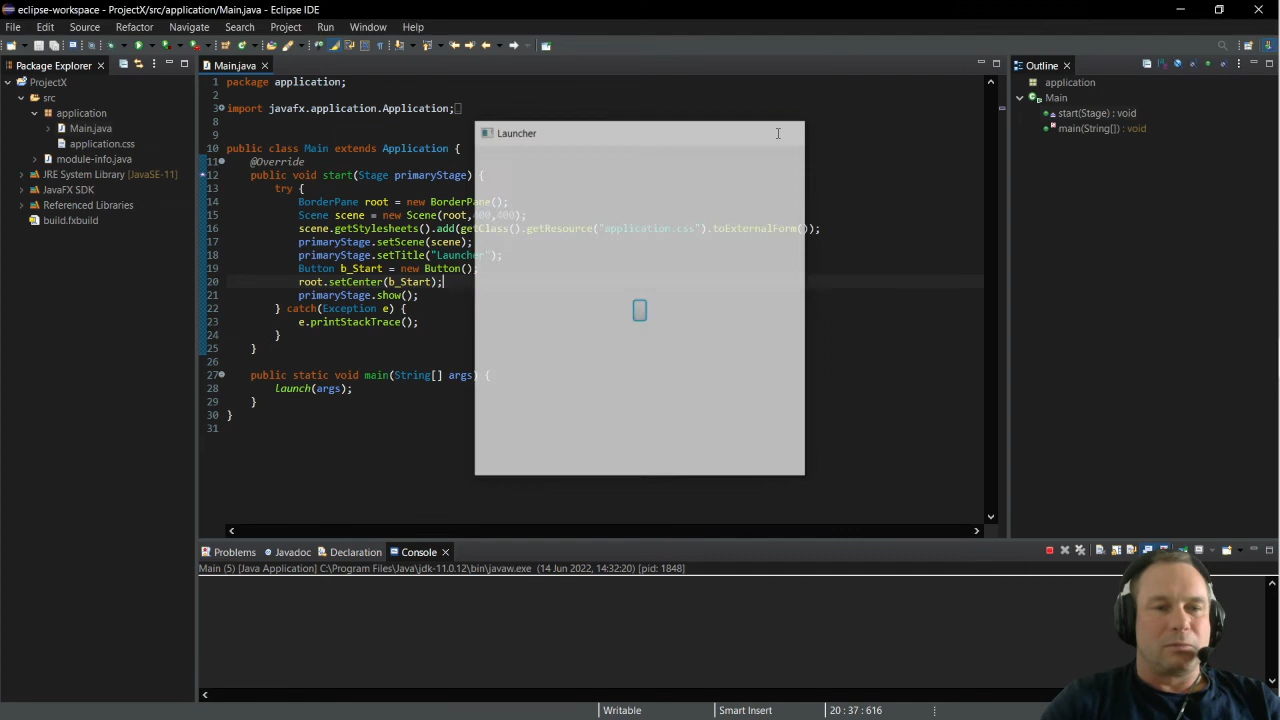 eclipse-workspace - ProjectX/src/application/Main.java - Eclipse IDE
File Edit Source Refactor Navigate Search Project Run Window Help
Package Explorer
ProjectX
src
application
Main.java
application.css
module-info.java
JRE System Library [JavaSE-11]
JavaFX SDK
Referenced Libraries
build.fxbuild
Main.java
1 package application;
2
3 import javafx.application.Application;
8
9
10 public class Main extends Application {
11 @Override
12 public void start(Stage primaryStage) {
13 try {
14 BorderPane root = new BorderPane();
15 Scene scene = new Scene(root,400,400);
16 scene.getStylesheets().add(getClass().getResource("application.css").toExternalForm());
17 primaryStage.setScene(scene);
18 primaryStage.setTitle("Launcher");
19 Button b_Start = new Button();
20 root.setCenter(b_Start);
21 primaryStage.show();
22 } catch(Exception e) {
23 e.printStackTrace();
24 }
25 }
26
27 public static void main(String[] args) {
28 launch(args);
29 }
30 }
31
Launcher
Outline
application
Main
start(Stage) : void
main(String[]) : void
Problems Javadoc Declaration Console
Main (5) [Java Application] C:\Program Files\Java\jdk-11.0.12\bin\javaw.exe (14 Jun 2022, 14:32:20) [pid: 1848]
Writable Smart Insert 20 : 37 : 616